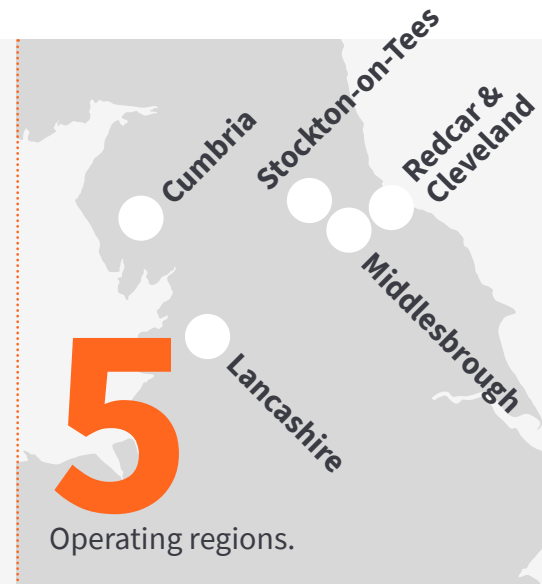 Stockton-on-Tees
Redcar &
Cleveland
Cumbria
Middlesbrough
Lancashire
5
Operating regions.